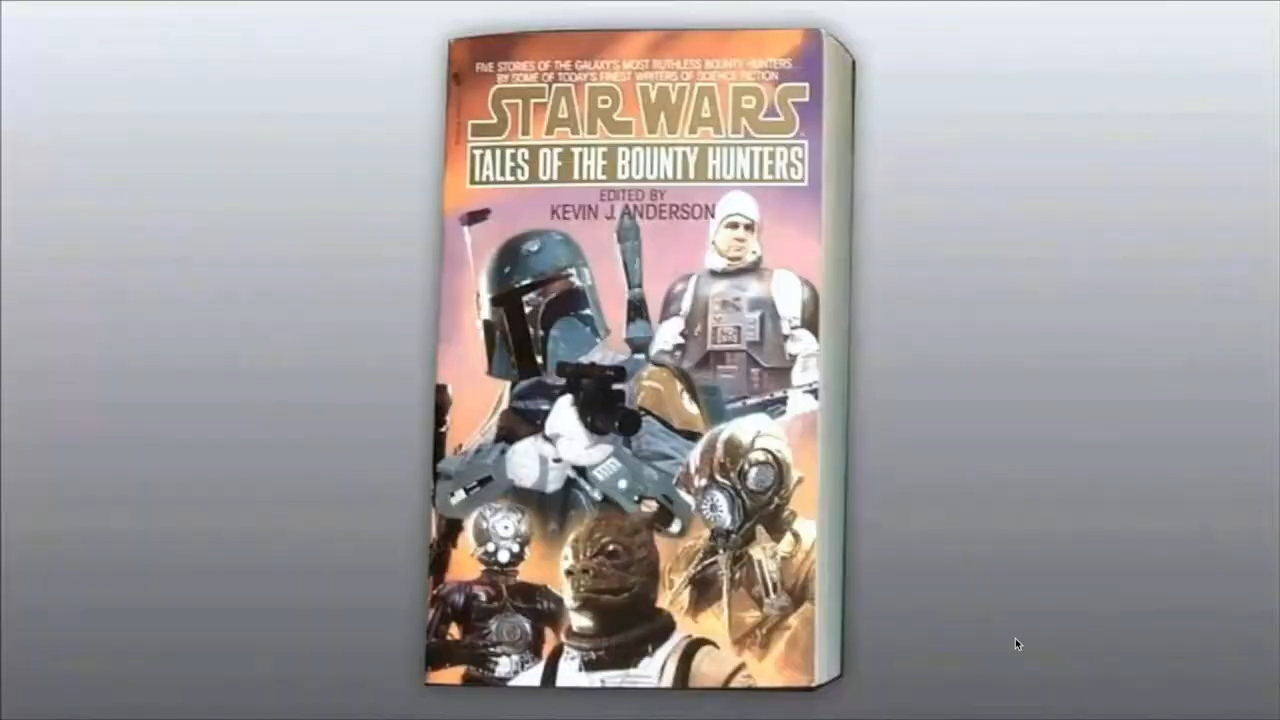 FIVE STORIES OF THE GALAXY'S MOST RUTHLESS BOUNTY HUNTERS...
BY SOME OF TODAY'S FINEST WRITERS OF SCIENCE FICTION
STAR WARS
TALES OF THE BOUNTY HUNTERS
EDITED BY
KEVIN J. ANDERSON